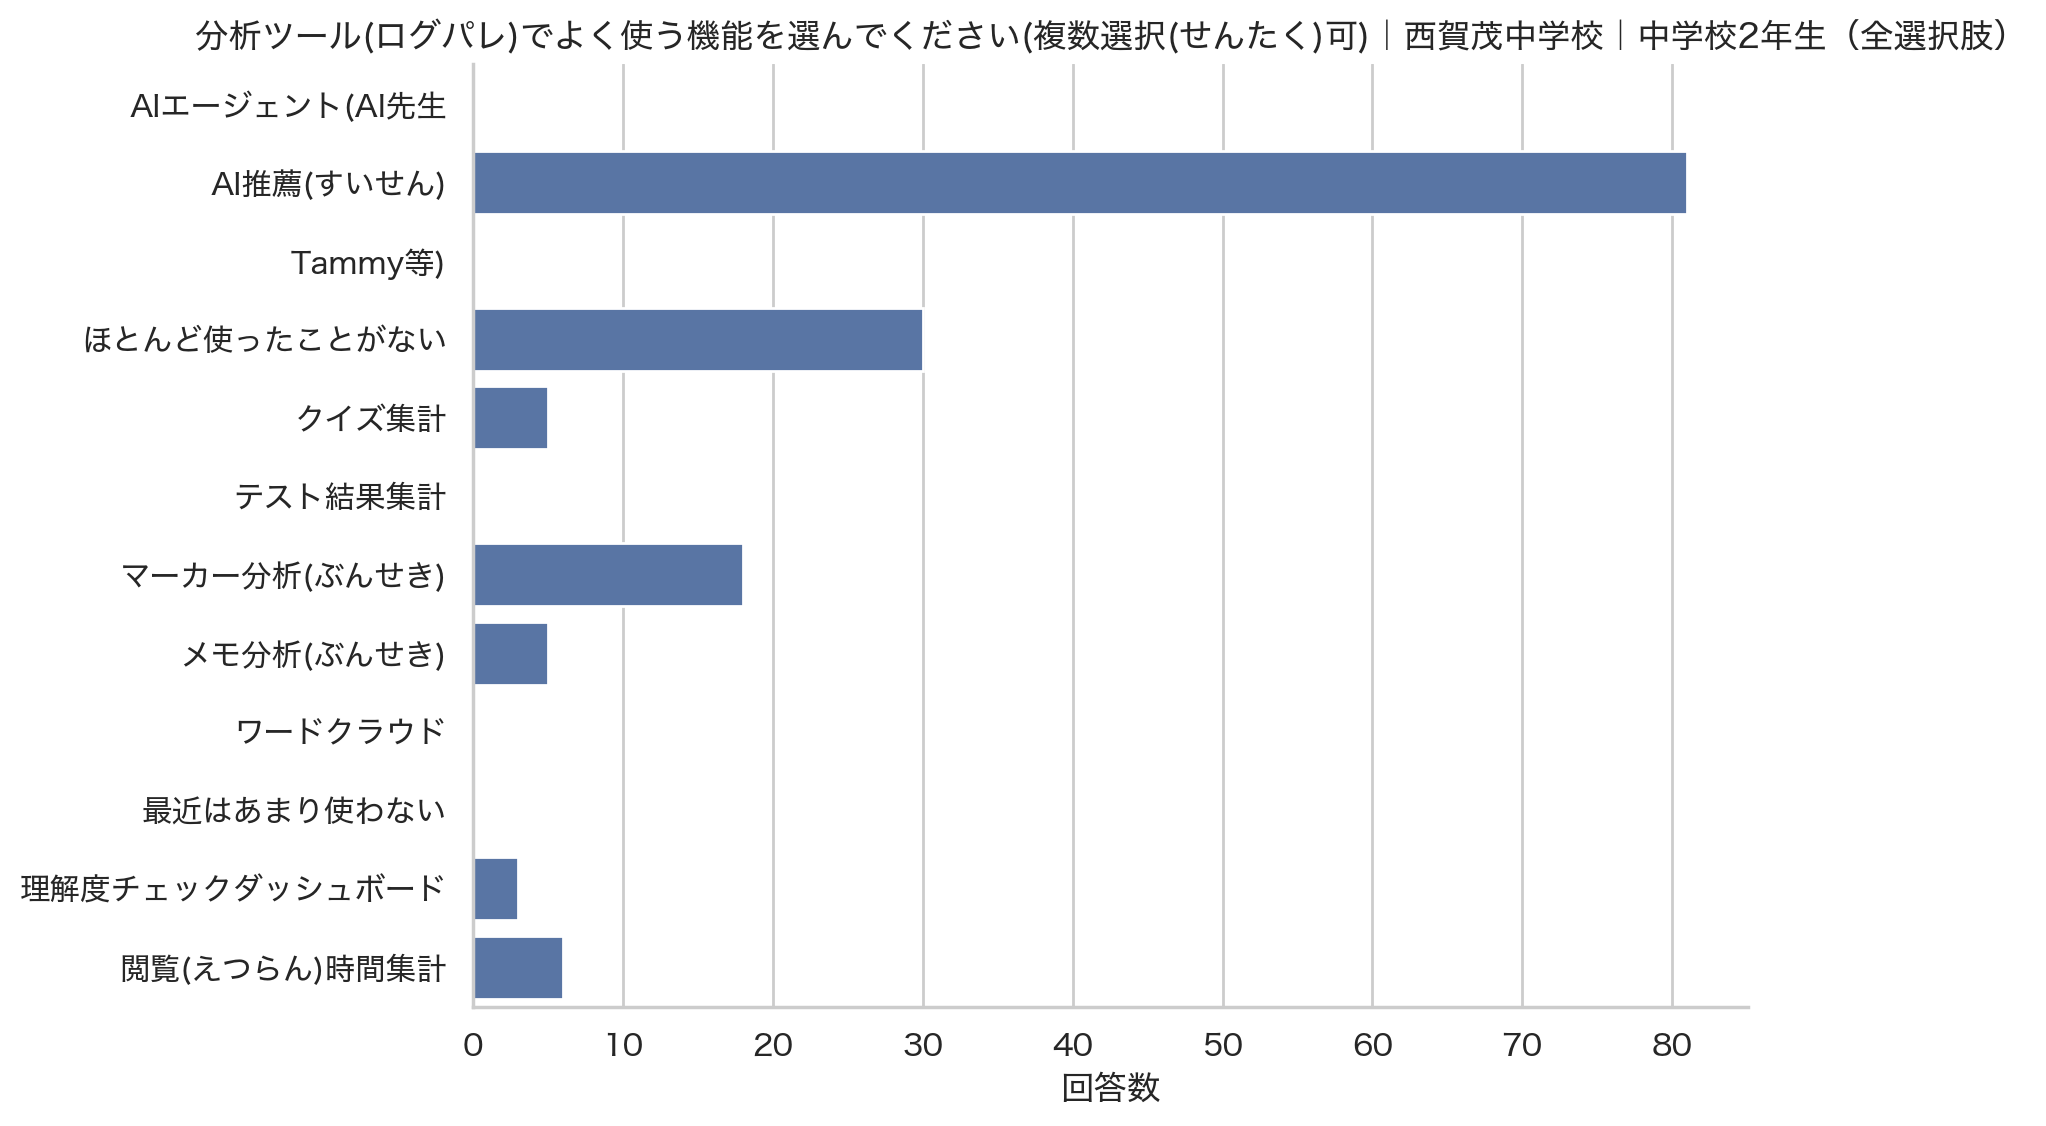 分析ツール(ログパレ)でよく使う機能を選んでください(複数選択(せんたく)可)｜西賀茂中学校｜中学校2年生（全選択肢）
AIエージェント(AI先生
AI推薦(すいせん)
Tammy等)
ほとんど使ったことがない
クイズ集計
テスト結果集計
マーカー分析(ぶんせき)
メモ分析(ぶんせき)
ワードクラウド
最近はあまり使わない
理解度チェックダッシュボード
閲覧(えつらん)時間集計
0 10 20 30 40 50 60 70 80
回答数